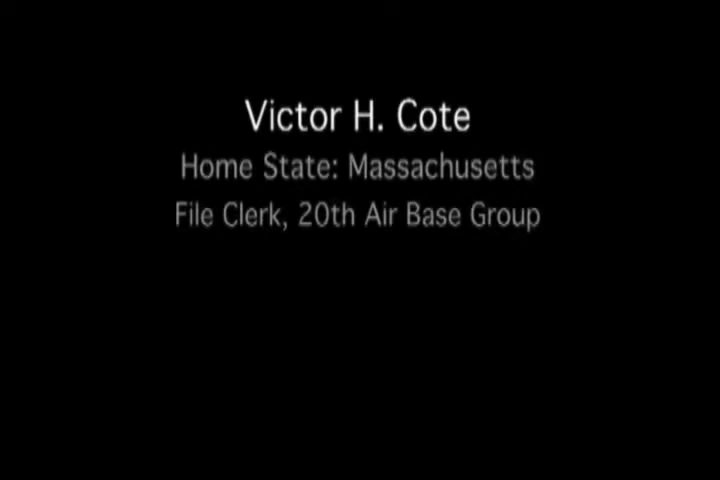 Victor H. Cote
Home State: Massachusetts
File Clerk, 20th Air Base Group